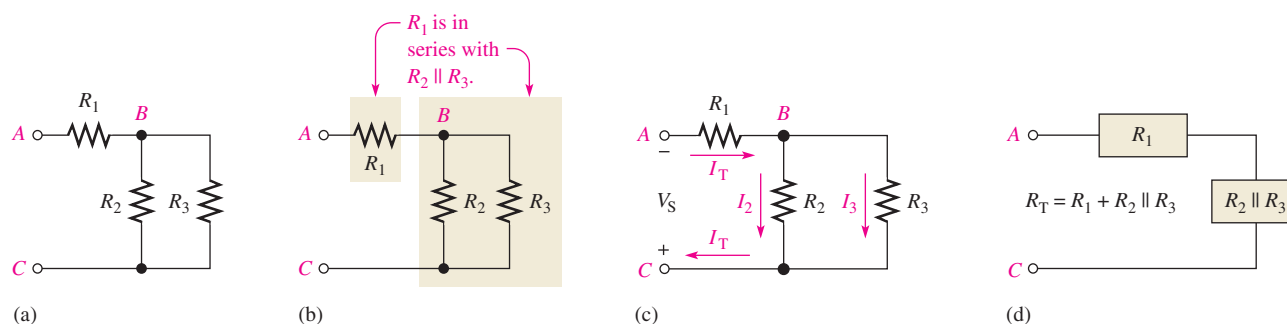 R1 is in
series with
R2 || R3.
R1
B
A
R2
R3
C
(a)
B
A
R1
R2
R3
C
(b)
R1
B
A
−
IT
VS
I2
R2
I3
R3
+
IT
C
(c)
A
R1
RT = R1 + R2 || R3
R2 || R3
C
(d)